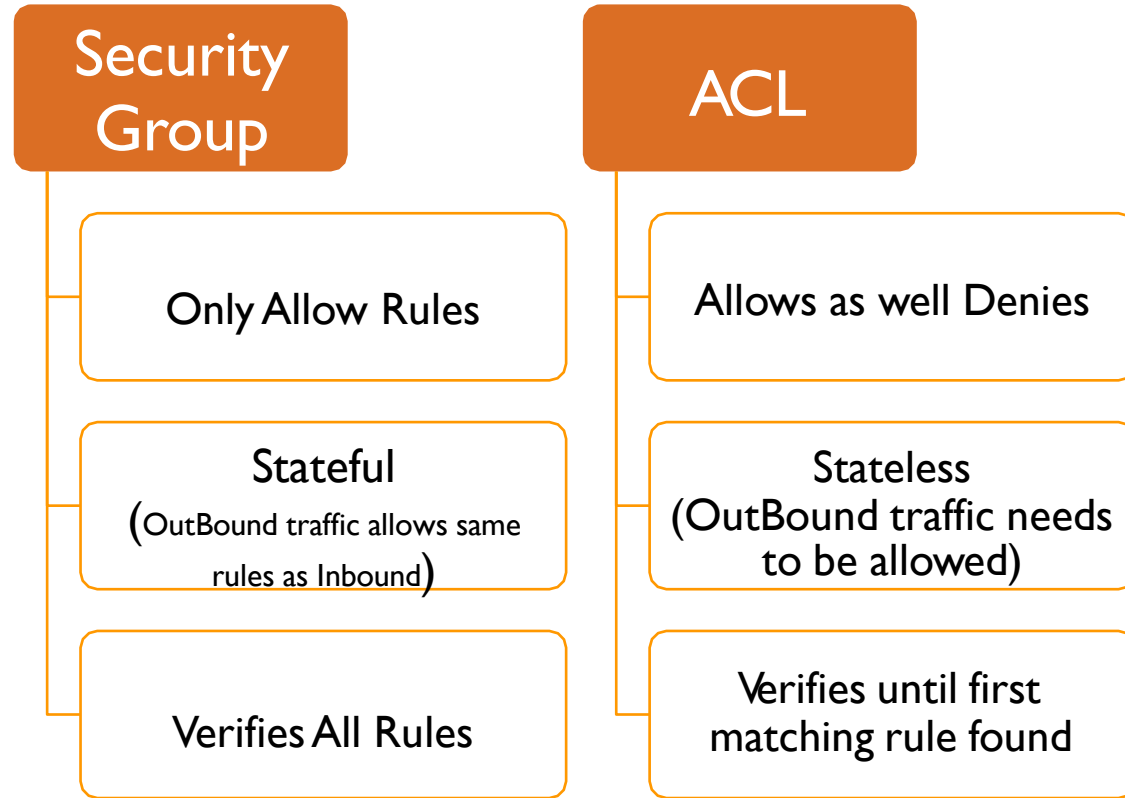 Security
Group
Only Allow Rules
Stateful
(OutBound traffic allows same
rules as Inbound)
Verifies All Rules
ACL
Allows as well Denies
Stateless
(OutBound traffic needs
to be allowed)
Verifies until first
matching rule found